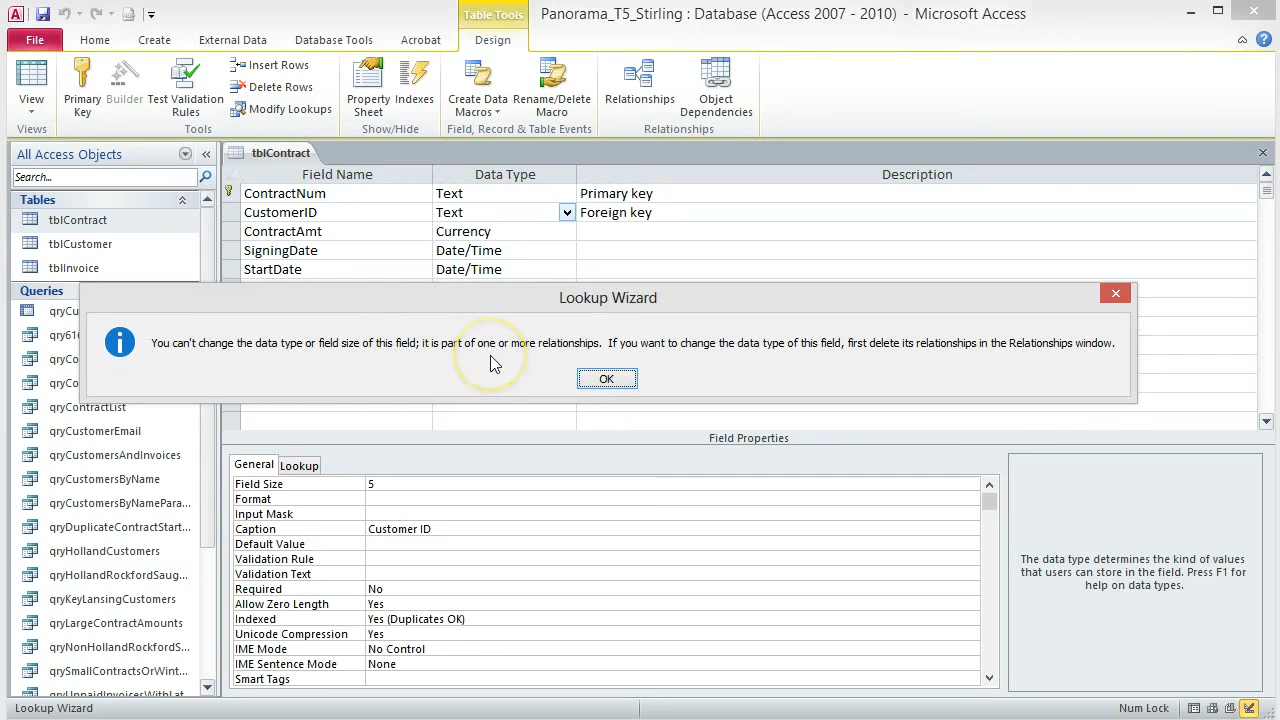 Table Tools
Panorama_T5_Stirling : Database (Access 2007 - 2010) - Microsoft Access
File Home Create External Data Database Tools Acrobat Design
View
Primary Key
Builder
Test Validation Rules
Insert Rows
Delete Rows
Modify Lookups
Property Sheet
Indexes
Create Data Macros
Rename/Delete Macro
Relationships
Object Dependencies
Views Tools Show/Hide Field, Record & Table Events Relationships
All Access Objects
Search...
Tables
tblContract
tblCustomer
tblInvoice
Queries
qryCu
qry61
qryCo
qryCo
qryContractList
qryCustomerEmail
qryCustomersAndInvoices
qryCustomersByName
qryCustomersByNamePara...
qryDuplicateContractStart...
qryHollandCustomers
qryHollandRockfordSaug...
qryKeyLansingCustomers
qryLargeContractAmounts
qryNonHollandRockfordS...
qrySmallContractsOrWint...
qryUnpaidInvoicesWithLat...
tblContract
Field Name Data Type Description
ContractNum Text Primary key
CustomerID Text Foreign key
ContractAmt Currency
SigningDate Date/Time
StartDate Date/Time
Lookup Wizard
You can't change the data type or field size of this field; it is part of one or more relationships. If you want to change the data type of this field, first delete its relationships in the Relationships window.
OK
Field Properties
General Lookup
Field Size 5
Format
Input Mask
Caption Customer ID
Default Value
Validation Rule
Validation Text
Required No
Allow Zero Length Yes
Indexed Yes (Duplicates OK)
Unicode Compression Yes
IME Mode No Control
IME Sentence Mode None
Smart Tags
The data type determines the kind of values
that users can store in the field. Press F1 for
help on data types.
Lookup Wizard
Num Lock